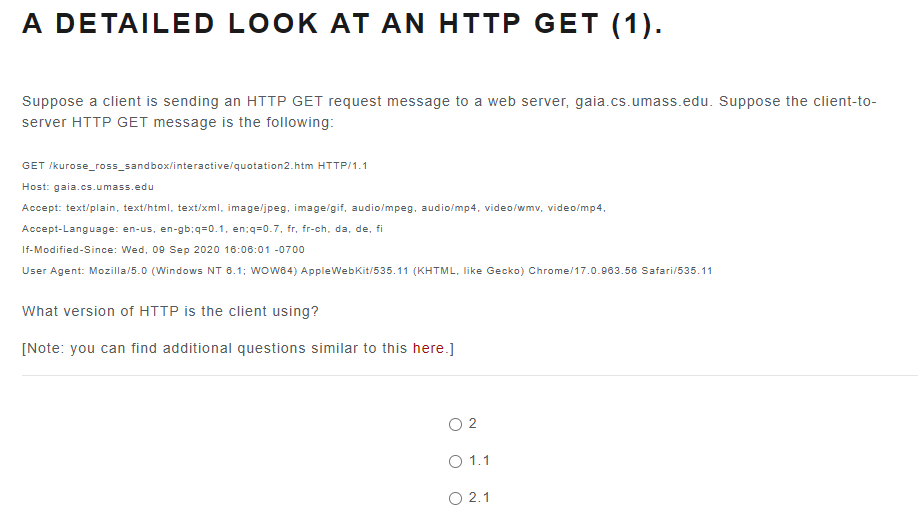 A DETAILED LOOK AT AN HTTP GET (1).
Suppose a client is sending an HTTP GET request message to a web server, gaia.cs.umass.edu. Suppose the client-to-
server HTTP GET message is the following:
GET /kurose_ross_sandbox/interactive/quotation2.htm HTTP/1.1
Host: gaia.cs.umass.edu
Accept: text/plain, text/html, text/xml, image/jpeg, image/gif, audio/mpeg, audio/mp4, video/wmv, video/mp4,
Accept-Language: en-us, en-gb;q=0.1, en;q=0.7, fr, fr-ch, da, de, fi
If-Modified-Since: Wed, 09 Sep 2020 16:06:01 -0700
User Agent: Mozilla/5.0 (Windows NT 6.1; WOW64) AppleWebKit/535.11 (KHTML, like Gecko) Chrome/17.0.963.56 Safari/535.11
What version of HTTP is the client using?
[Note: you can find additional questions similar to this here.]
2
1.1
2.1